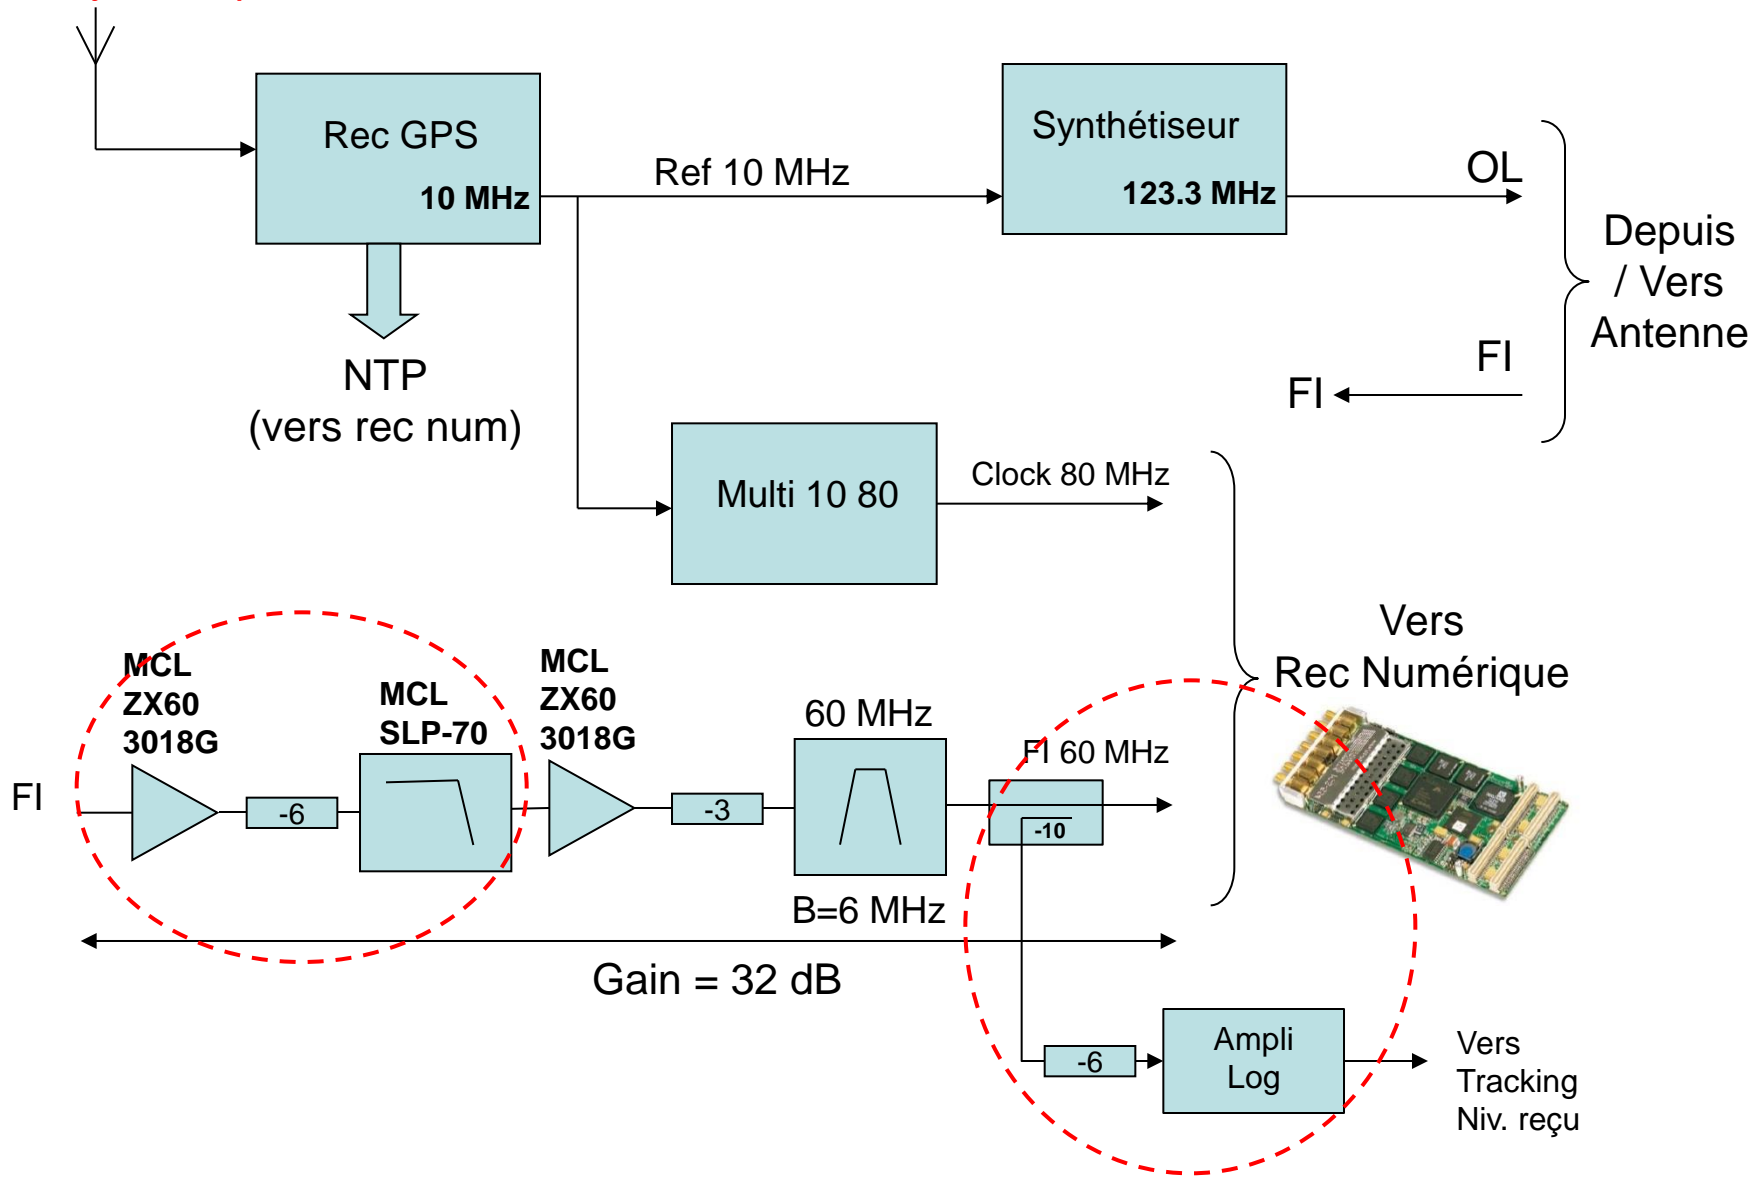 Rec GPS
10 MHz
Ref 10 MHz
Synthétiseur
123.3 MHz
OL
Depuis
/ Vers
Antenne
FI
FI
NTP
(vers rec num)
Multi 10 80
Clock 80 MHz
Vers
Rec Numérique
MCL
ZX60
3018G
MCL
SLP-70
MCL
ZX60
3018G
60 MHz
FI 60 MHz
FI
-6
-3
-10
B=6 MHz
Gain = 32 dB
-6
Ampli
Log
Vers
Tracking
Niv. reçu